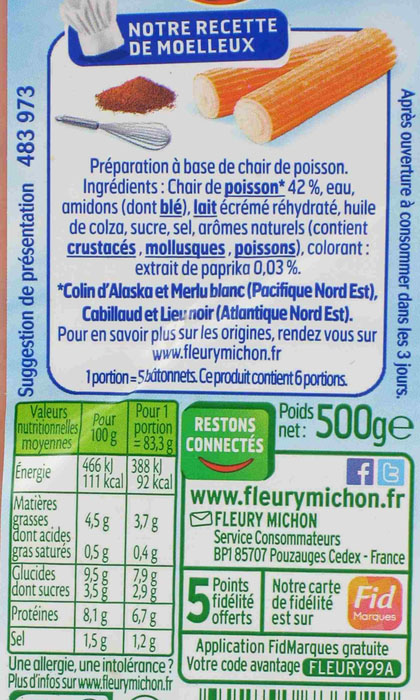 NOTRE RECETTE
DE MOELLEUX
Suggestion de présentation 483 973
Après ouverture à consommer dans les 3 jours.
Préparation à base de chair de poisson.
Ingrédients : Chair de poisson* 42 %, eau,
amidons (dont blé), lait écrémé réhydraté, huile
de colza, sucre, sel, arômes naturels (contient
crustacés, mollusques, poissons), colorant :
extrait de paprika 0,03 %.
*Colin d'Alaska et Merlu blanc (Pacifique Nord Est),
Cabillaud et Lieu noir (Atlantique Nord Est).
Pour en savoir plus sur les origines, rendez vous sur
www.fleurymichon.fr
1 portion = 5 bâtonnets. Ce produit contient 6 portions.
Valeurs nutritionnelles moyennes Pour 100 g Pour 1 portion = 83,3 g
Energie 466 kJ 388 kJ
111 kcal 92 kcal
Matières
grasses 4,5 g 3,7 g
dont acides
gras saturés 0,5 g 0,4 g
Glucides 9,5 g 7,9 g
dont sucres 3,5 g 2,9 g
Protéines 8,1 g 6,7 g
Sel 1,5 g 1,2 g
Une allergie, une intolérance ?
Plus d'infos sur www.fleurymichon.fr
RESTONS
CONNECTÉS
Poids
net : 500g e
f t
www.fleurymichon.fr
FLEURY MICHON
Service Consommateurs
BP1 85707 Pouzauges Cedex - France
5 Points
fidélité
offerts
Notre carte
de fidélité
est sur
Fid
Marques
Application FidMarques gratuite
Votre code avantage FLEURY99A